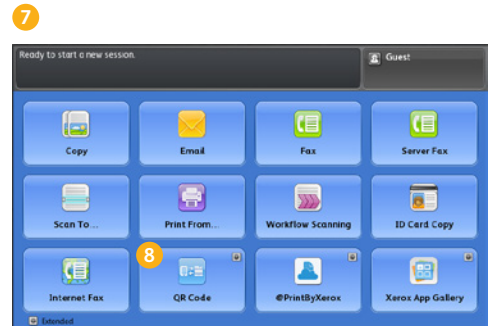 7
Ready to start a new session.
Guest
Copy
Email
Fax
Server Fax
Scan To...
Print From...
Workflow Scanning
ID Card Copy
8
Internet Fax
QR Code
@PrintByXerox
Xerox App Gallery
Extended